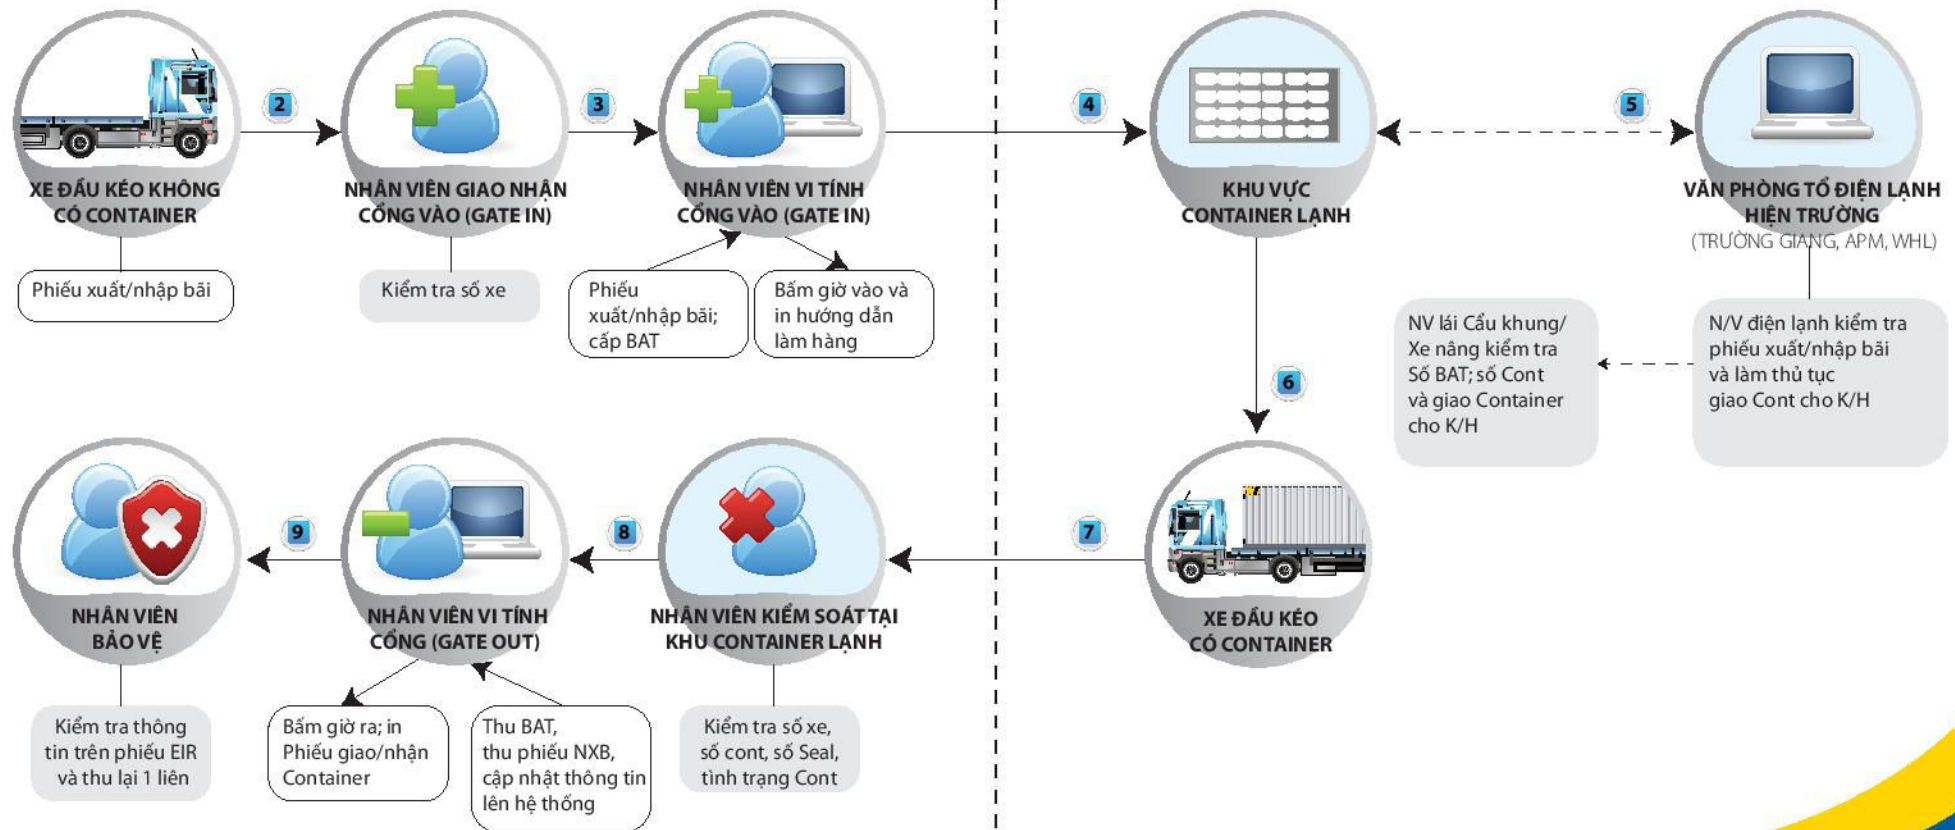 2
3
4
5
XE ĐẦU KÉO KHÔNG
CÓ CONTAINER
NHÂN VIÊN GIAO NHẬN
CỔNG VÀO (GATE IN)
NHÂN VIÊN VI TÍNH
CỔNG VÀO (GATE IN)
KHU VỰC
CONTAINER LẠNH
VĂN PHÒNG TỔ ĐIỆN LẠNH
HIỆN TRƯỜNG
(TRƯỜNG GIANG, APM, WHL)
Phiếu xuất/nhập bãi
Kiểm tra số xe
Phiếu
xuất/nhập bãi;
cấp BAT
Bấm giờ vào và
in hướng dẫn
làm hàng
NV lái Cẩu khung/
Xe nâng kiểm tra
Số BAT; số Cont
và giao Container
cho K/H
N/V điện lạnh kiểm tra
phiếu xuất/nhập bãi
và làm thủ tục
giao Cont cho K/H
6
9
8
7
NHÂN VIÊN
BẢO VỆ
NHÂN VIÊN VI TÍNH
CỔNG (GATE OUT)
NHÂN VIÊN KIỂM SOÁT TẠI
KHU CONTAINER LẠNH
XE ĐẦU KÉO
CÓ CONTAINER
Kiểm tra thông
tin trên phiếu EIR
và thu lại 1 liên
Bấm giờ ra; in
Phiếu giao/nhận
Container
Thu BAT,
thu phiếu NXB,
cập nhật thông tin
lên hệ thống
Kiểm tra số xe,
số cont, số Seal,
tình trạng Cont